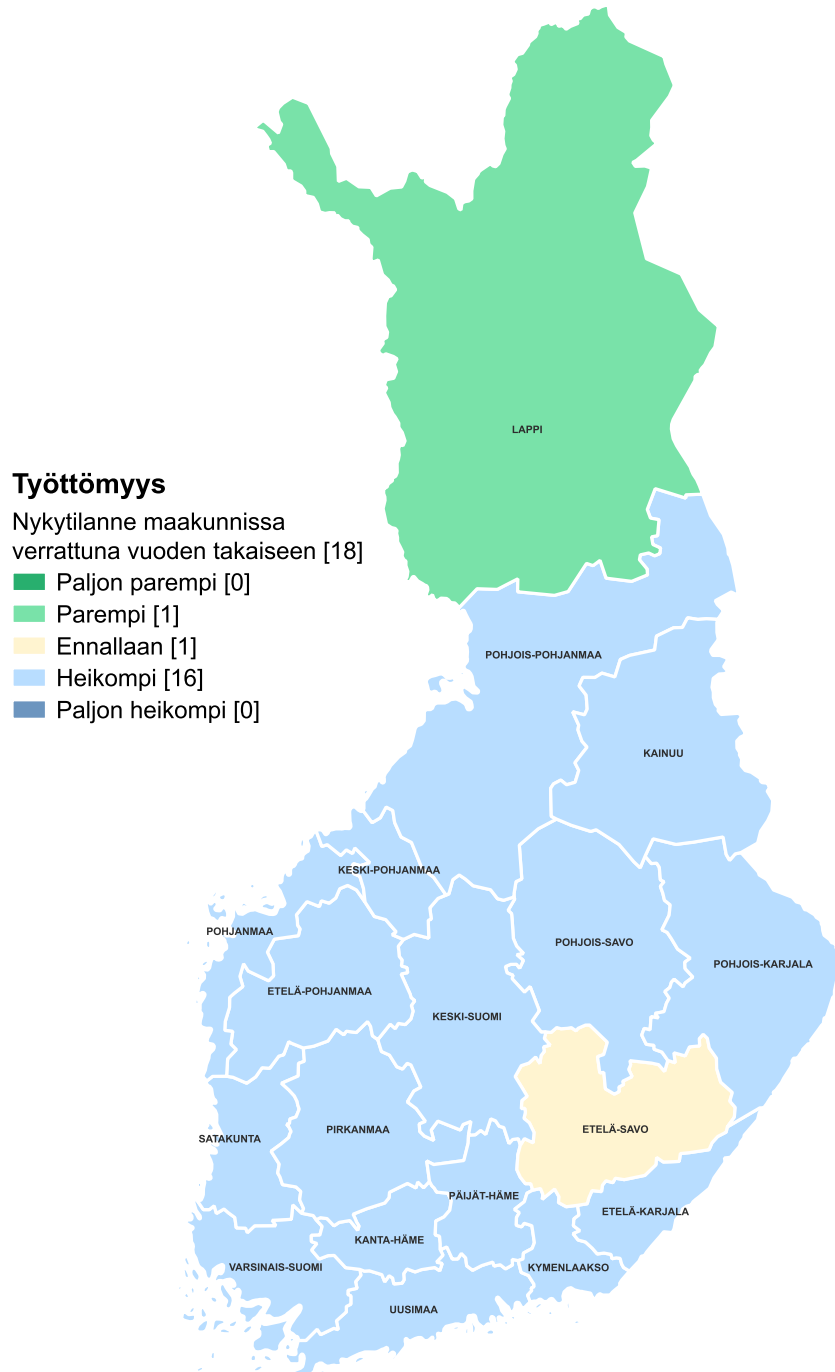 LAPPI
Työttömyys
Nykytilanne maakunnissa
verrattuna vuoden takaiseen [18]
Paljon parempi [0]
Parempi [1]
Ennallaan [1]
Heikompi [16]
Paljon heikompi [0]
POHJOIS-POHJANMAA
KAINUU
KESKI-POHJANMAA
POHJANMAA
POHJOIS-SAVO
POHJOIS-KARJALA
ETELÄ-POHJANMAA
KESKI-SUOMI
SATAKUNTA
PIRKANMAA
ETELÄ-SAVO
PÄIJÄT-HÄME
ETELÄ-KARJALA
KANTA-HÄME
VARSINAIS-SUOMI
KYMENLAAKSO
UUSIMAA